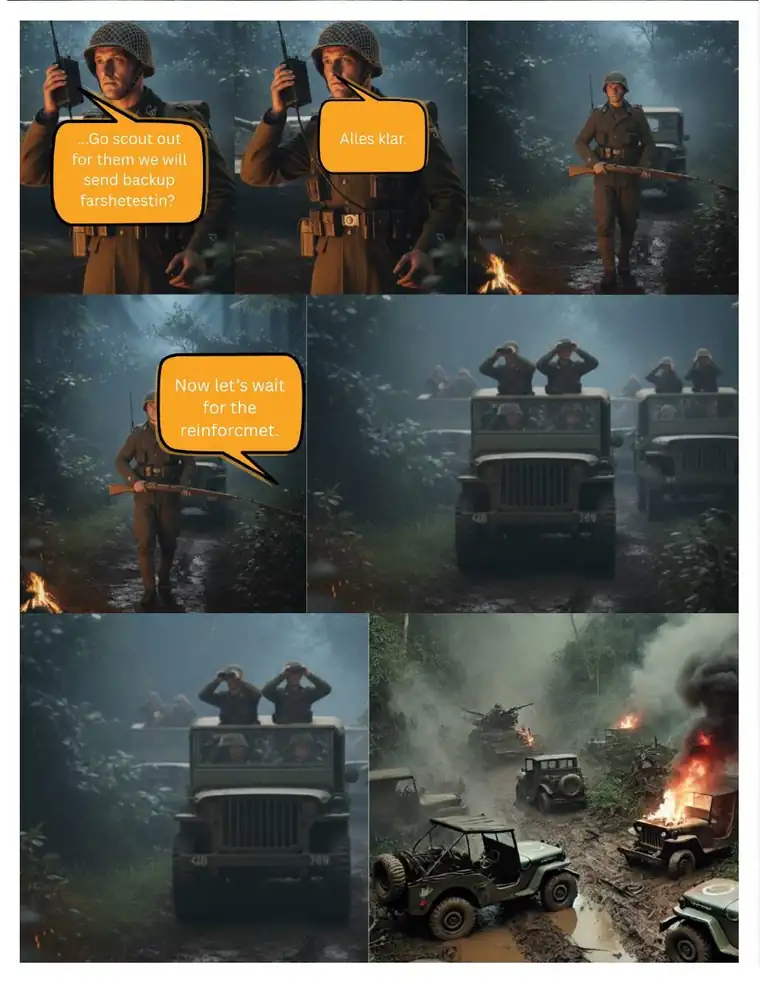 ...Go scout out
for them we will
send backup
farshetestin?
Alles klar.
Now let's wait
for the
reinforcmet.